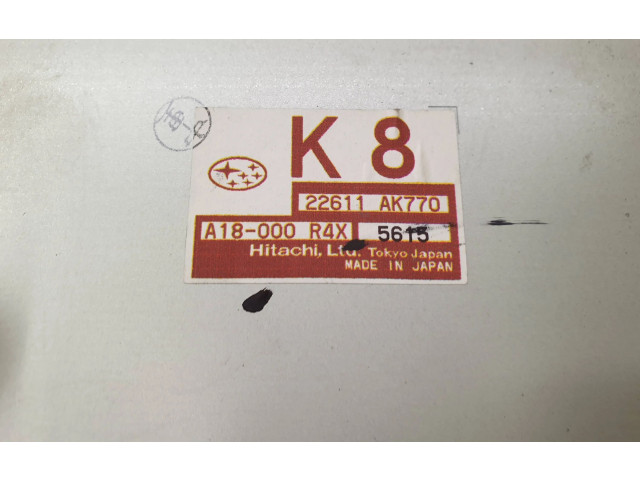 K 8
22611 AK770
A18-000 R4X 5615
Hitachi, Ltd. Tokyo Japan
MADE IN JAPAN